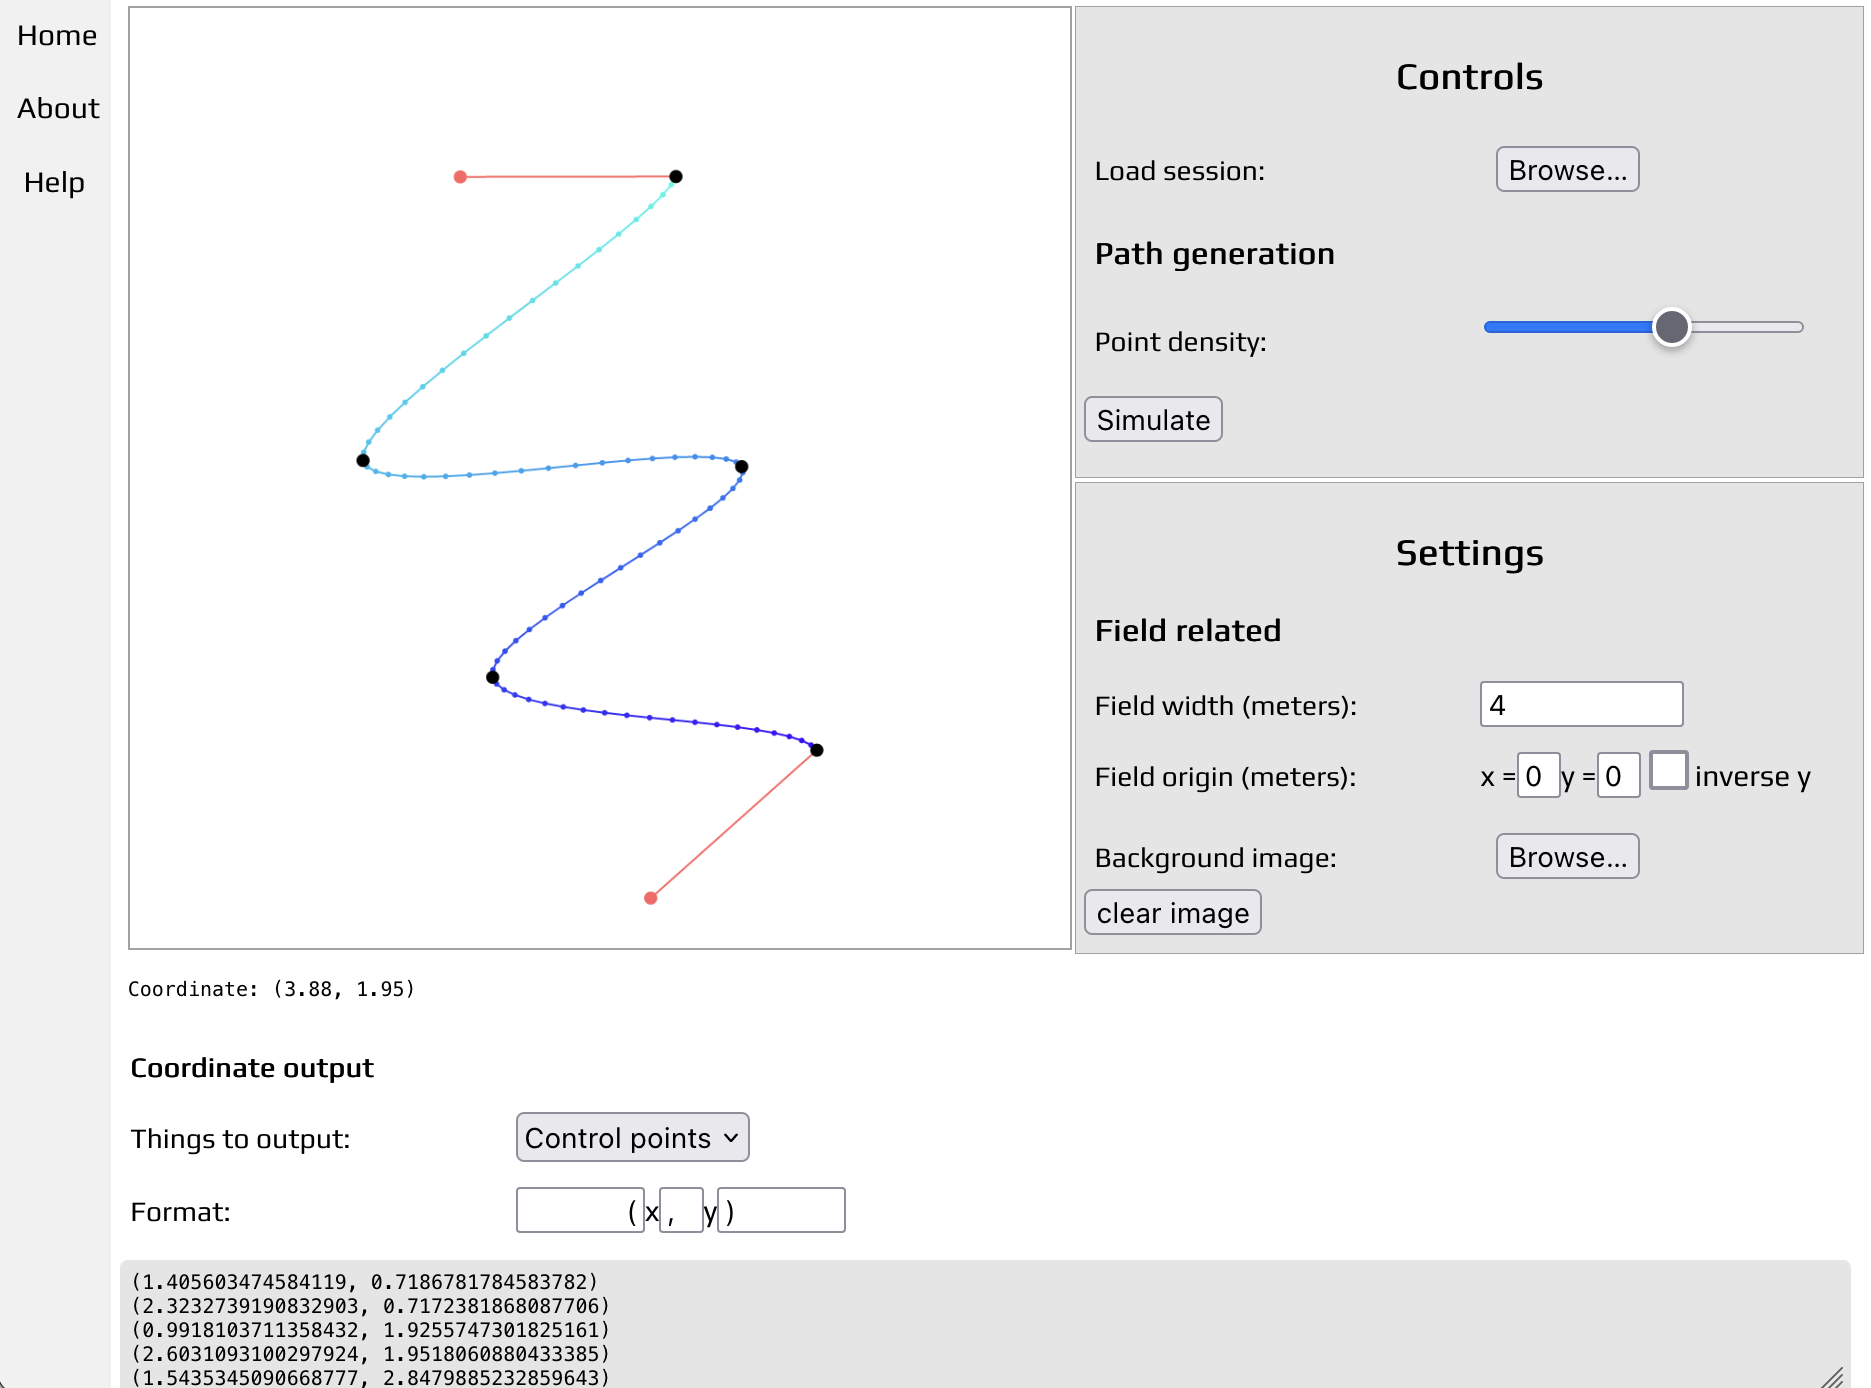 Home
About
Help
Controls
Load session: Browse...
Path generation
Point density:
Simulate
Settings
Field related
Field width (meters): 4
Field origin (meters): x = 0 y = 0 inverse y
Background image: Browse...
clear image
Coordinate: (3.88, 1.95)
Coordinate output
Things to output: Control points
Format: ( x , y )
(1.405603474584119, 0.7186781784583782)
(2.3232739190832903, 0.7172381868087706)
(0.9918103711358432, 1.9255747301825161)
(2.6031093100297924, 1.9518060880433385)
(1.5435345090668777, 2.8479885232859643)